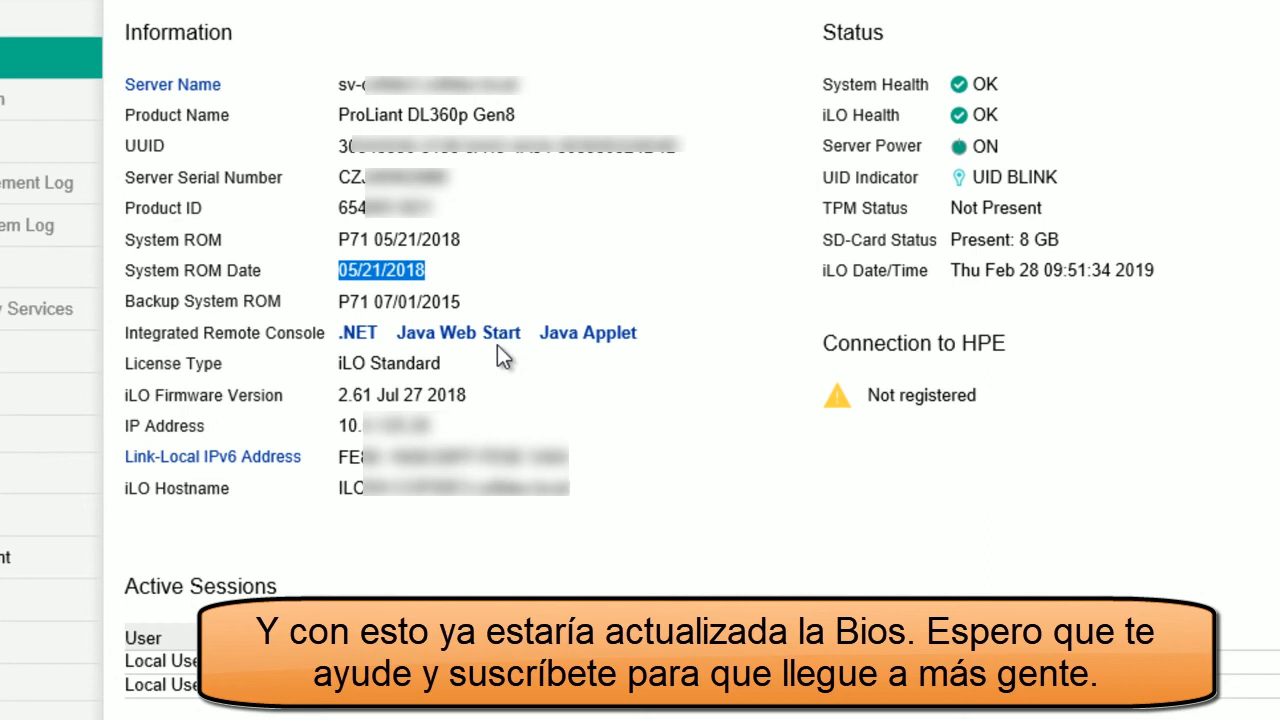 Information
Server Name sv-
Product Name ProLiant DL360p Gen8
UUID 30
Server Serial Number CZJ
Product ID 654
System ROM P71 05/21/2018
System ROM Date 05/21/2018
Backup System ROM P71 07/01/2015
Integrated Remote Console .NET Java Web Start Java Applet
License Type iLO Standard
iLO Firmware Version 2.61 Jul 27 2018
IP Address 10.
Link-Local IPv6 Address FE8
iLO Hostname ILO
Status
System Health OK
iLO Health OK
Server Power ON
UID Indicator UID BLINK
TPM Status Not Present
SD-Card Status Present: 8 GB
iLO Date/Time Thu Feb 28 09:51:34 2019
Connection to HPE
Not registered
ement Log
em Log
Services
nt
Active Sessions
User
Local Use
Local Use
Y con esto ya estaría actualizada la Bios. Espero que te
ayude y suscríbete para que llegue a más gente.